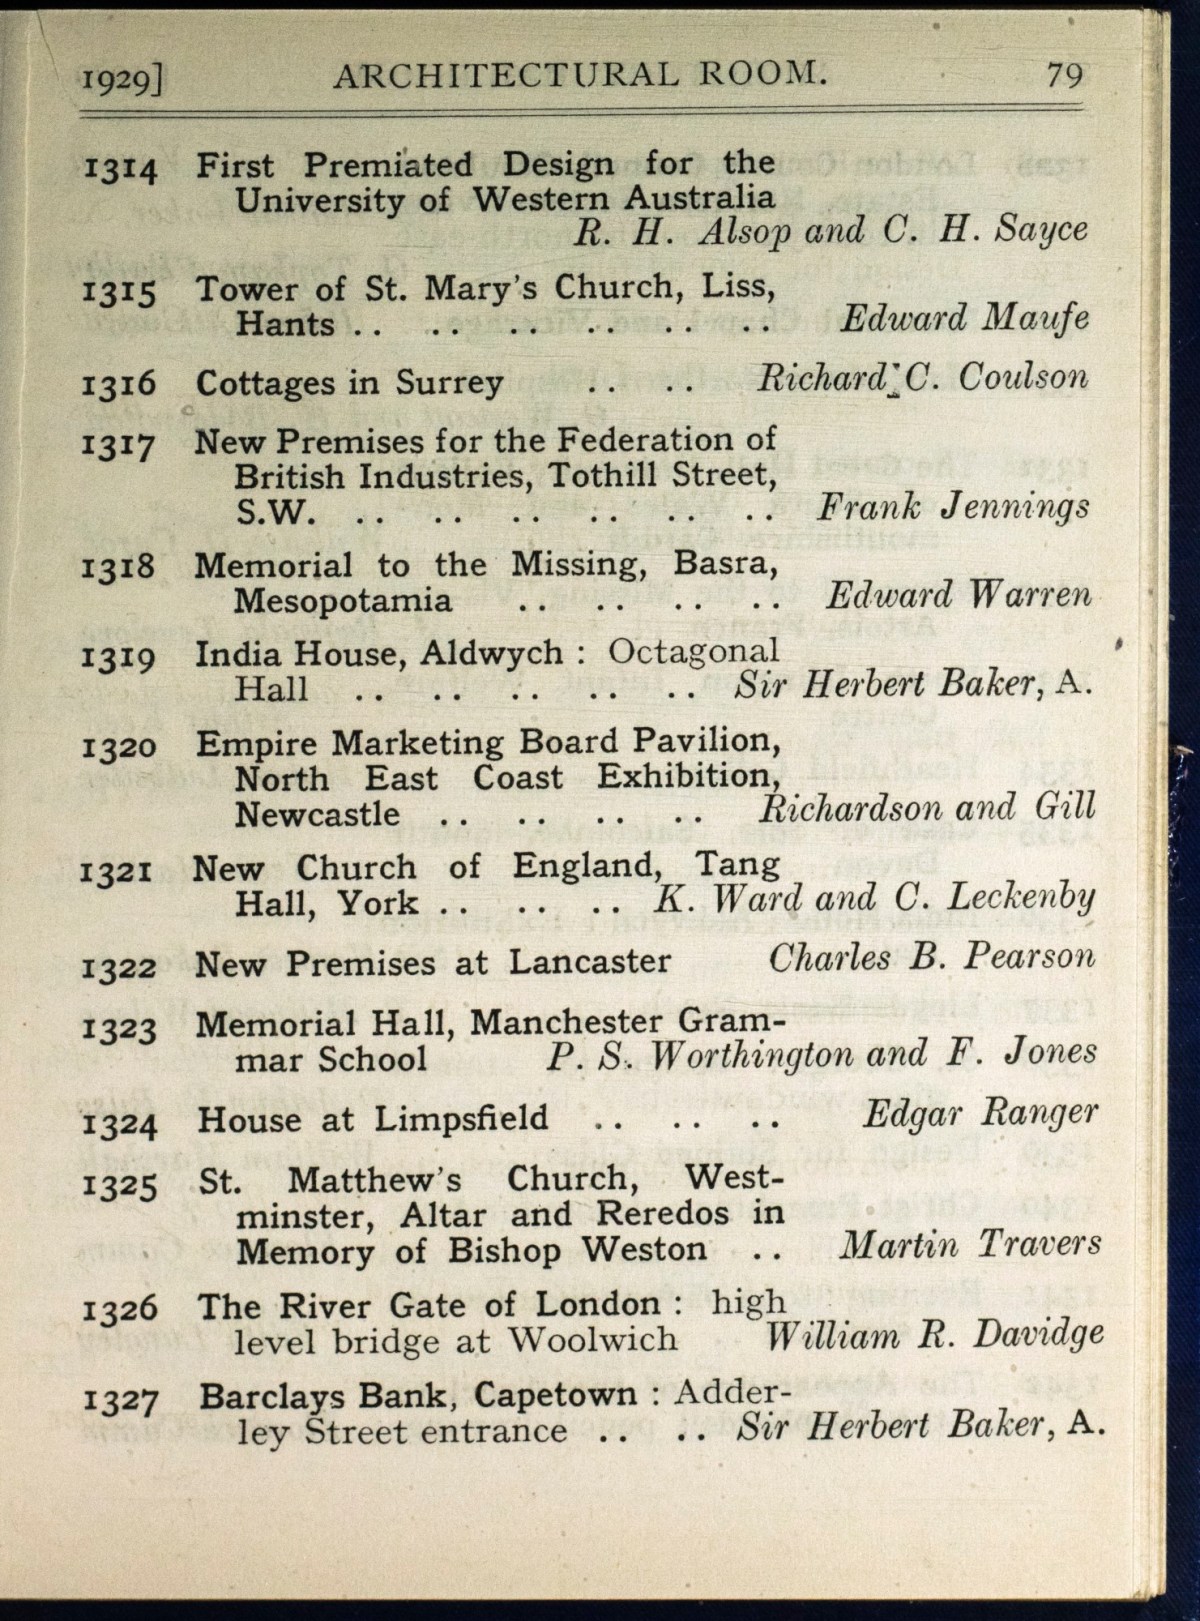 1929] ARCHITECTURAL ROOM. 79
1314 First Premiated Design for the
University of Western Australia
R. H. Alsop and C. H. Sayce
1315 Tower of St. Mary's Church, Liss,
Hants .. .. .. .. .. .. Edward Maufe
1316 Cottages in Surrey .. .. Richard C. Coulson
1317 New Premises for the Federation of
British Industries, Tothill Street,
S.W. .. .. .. .. .. .. Frank Jennings
1318 Memorial to the Missing, Basra,
Mesopotamia .. .. .. .. Edward Warren
1319 India House, Aldwych : Octagonal
Hall .. .. .. .. .. Sir Herbert Baker, A.
1320 Empire Marketing Board Pavilion,
North East Coast Exhibition,
Newcastle .. .. .. .. Richardson and Gill
1321 New Church of England, Tang
Hall, York .. .. .. K. Ward and C. Leckenby
1322 New Premises at Lancaster Charles B. Pearson
1323 Memorial Hall, Manchester Gram-
mar School P. S. Worthington and F. Jones
1324 House at Limpsfield .. .. .. Edgar Ranger
1325 St. Matthew's Church, West-
minster, Altar and Reredos in
Memory of Bishop Weston .. Martin Travers
1326 The River Gate of London : high
level bridge at Woolwich William R. Davidge
1327 Barclays Bank, Capetown : Adder-
ley Street entrance .. .. Sir Herbert Baker, A.